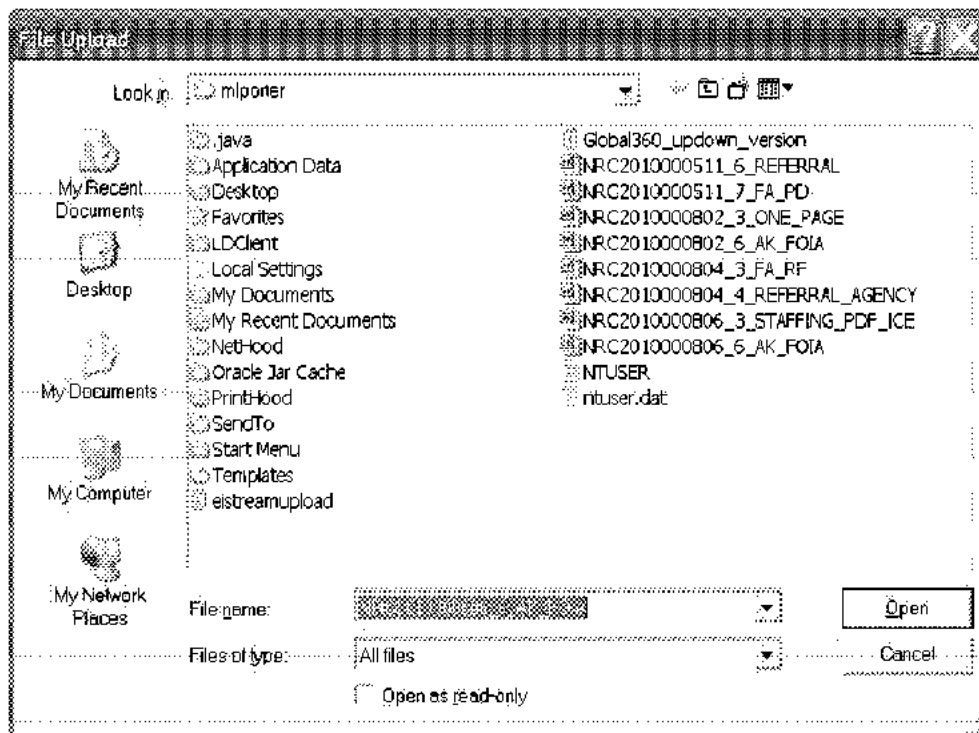 File Upload
Look in:
mlporter
My Recent
Documents
Desktop
My Documents
My Computer
My Network
Places
.java
Application Data
Desktop
Favorites
LDClient
Local Settings
My Documents
My Recent Documents
NetHood
Oracle Jar Cache
PrintHood
SendTo
Start Menu
Templates
eistreamupload
Global360_updown_version
NRC2010000511_6_REFERRAL
NRC2010000511_7_FA_PD
NRC2010000802_3_ONE_PAGE
NRC2010000802_6_AK_FOIA
NRC2010000804_3_FA_RF
NRC2010000804_4_REFERRAL_AGENCY
NRC2010000806_3_STAFFING_PDF_ICE
NRC2010000806_6_AK_FOIA
NTUSER
ntuser.dat
File name:
Open
Files of type:
All files
Cancel
Open as read-only